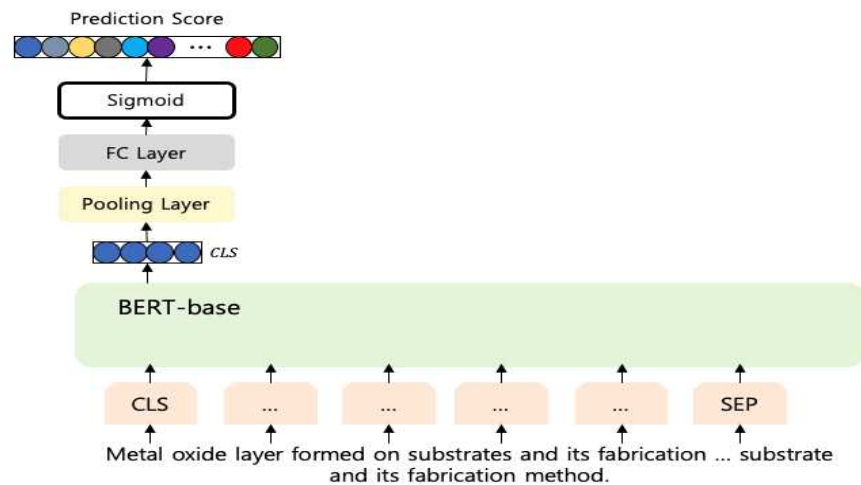 Prediction Score
...
Sigmoid
FC Layer
Pooling Layer
CLS
BERT-base
CLS ... ... ... ... SEP
Metal oxide layer formed on substrates and its fabrication ... substrate
and its fabrication method.